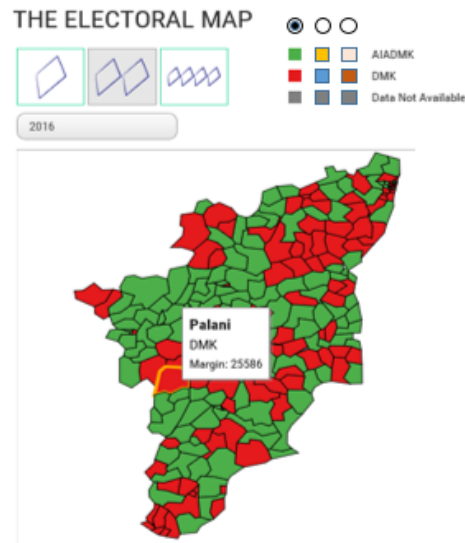 THE ELECTORAL MAP
AIADMK
DMK
Data Not Available
2016
Palani
DMK
Margin: 25586